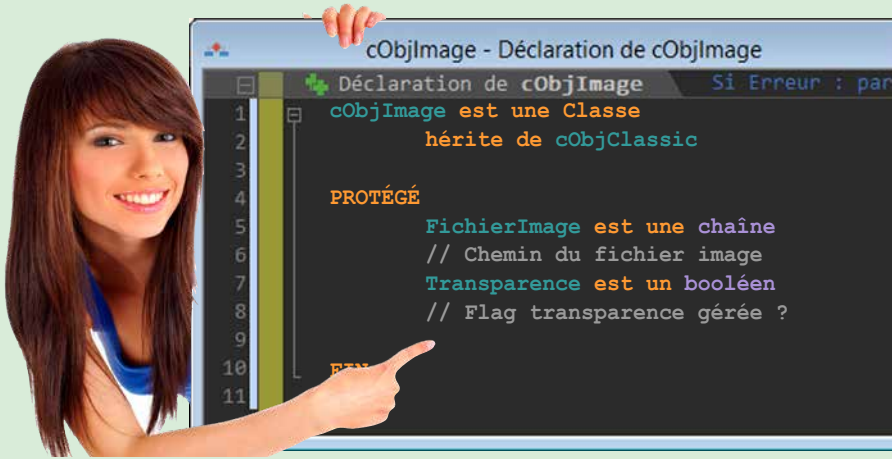 cObjImage - Déclaration de cObjImage
Déclaration de cObjImage Si Erreur : par
1 cObjImage est une Classe
2 hérite de cObjClassic
3
4 PROTÉGÉ
5 FichierImage est une chaîne
6 // Chemin du fichier image
7 Transparence est un booléen
8 // Flag transparence gérée ?
9
10 FIN
11